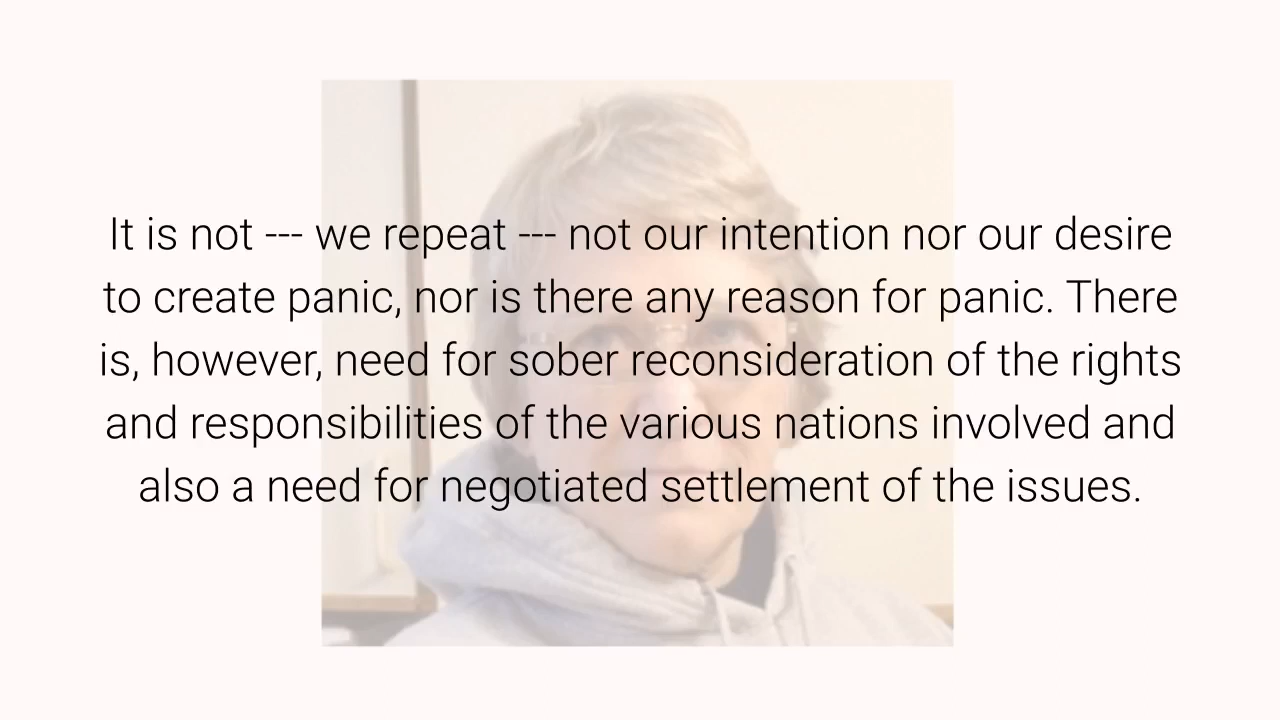 It is not --- we repeat --- not our intention nor our desire
to create panic, nor is there any reason for panic. There
is, however, need for sober reconsideration of the rights
and responsibilities of the various nations involved and
also a need for negotiated settlement of the issues.